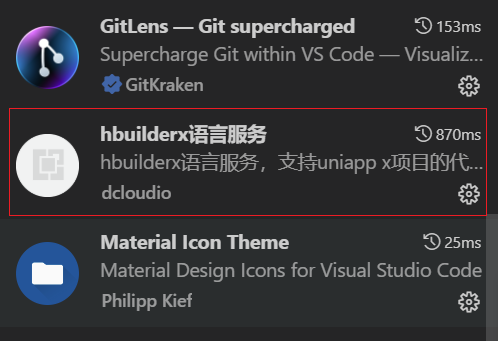 GitLens — Git supercharged 153ms
Supercharge Git within VS Code — Visualiz...
GitKraken
hbuilderx语言服务 870ms
hbuilderx语言服务，支持uniapp x项目的代...
dcloudio
Material Icon Theme 25ms
Material Design Icons for Visual Studio Code
Philipp Kief